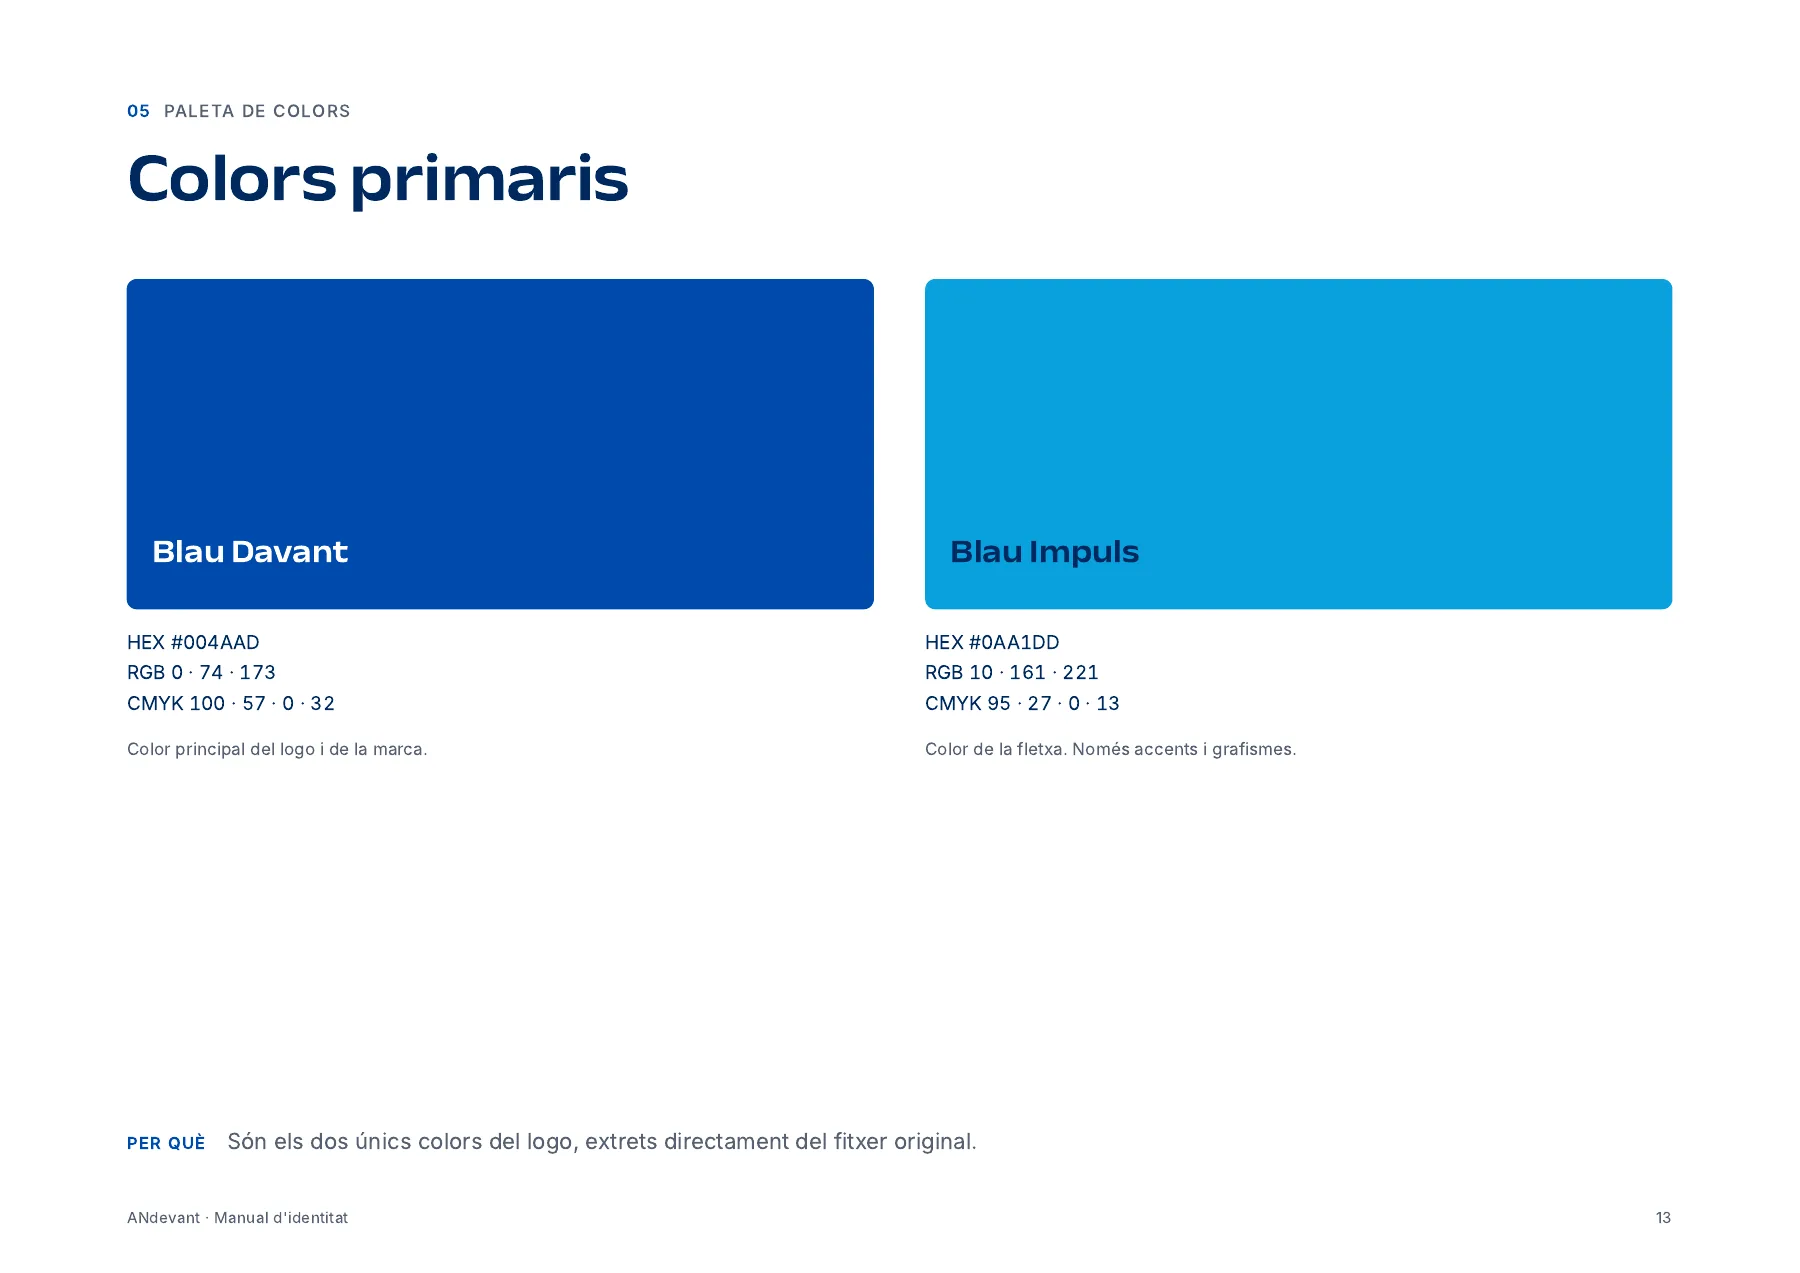 05 PALETA DE COLORS
Colors primaris
Blau Davant
HEX #004AAD
RGB 0 · 74 · 173
CMYK 100 · 57 · 0 · 32
Color principal del logo i de la marca.
Blau Impuls
HEX #0AA1DD
RGB 10 · 161 · 221
CMYK 95 · 27 · 0 · 13
Color de la fletxa. Només accents i grafismes.
PER QUÈ Són els dos únics colors del logo, extrets directament del fitxer original.
ANdevant · Manual d'identitat
13